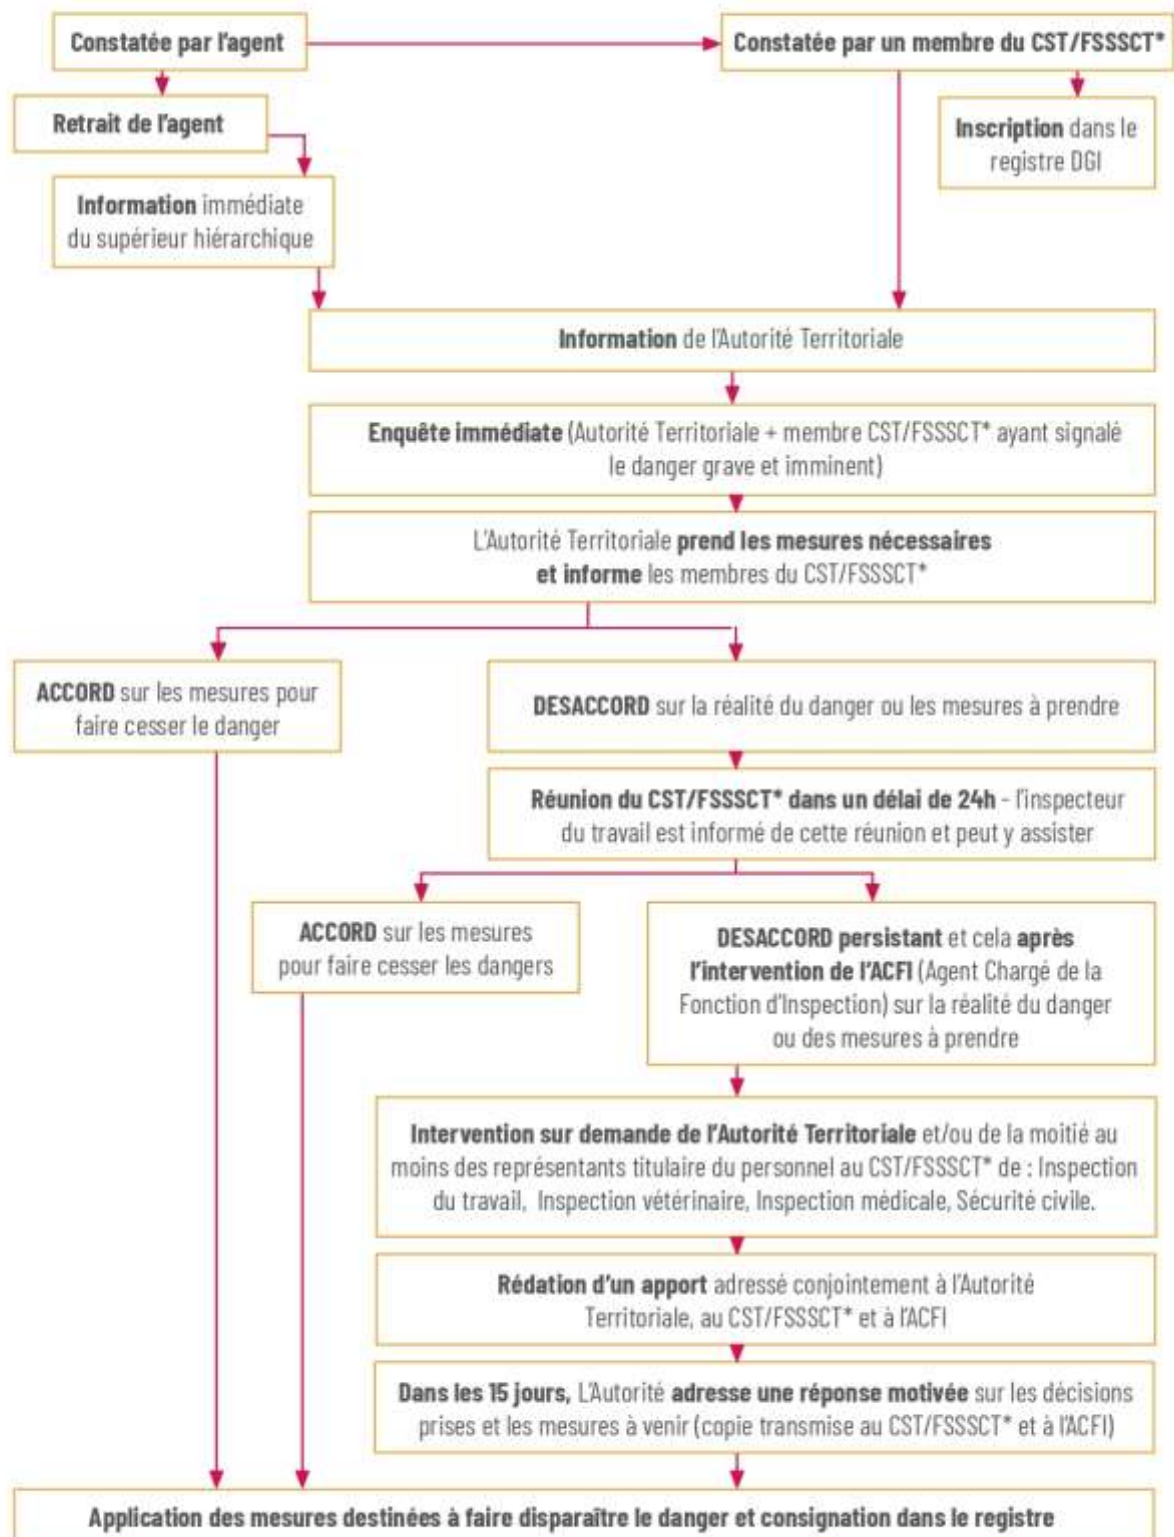 Constatée par l'agent
Constatée par un membre du CST/FSSSCT*
Retrait de l'agent
Inscription dans le
registre DGI
Information immédiate
du supérieur hiérarchique
Information de l'Autorité Territoriale
Enquête immédiate (Autorité Territoriale + membre CST/FSSSCT* ayant signalé
le danger grave et imminent)
L'Autorité Territoriale prend les mesures nécessaires
et informe les membres du CST/FSSSCT*
ACCORD sur les mesures pour
faire cesser le danger
DESACCORD sur la réalité du danger ou les mesures à prendre
Réunion du CST/FSSSCT* dans un délai de 24h - l'inspecteur
du travail est informé de cette réunion et peut y assister
ACCORD sur les mesures
pour faire cesser les dangers
DESACCORD persistant et cela après
l'intervention de l'ACFI (Agent Chargé de la
Fonction d'Inspection) sur la réalité du danger
ou des mesures à prendre
Intervention sur demande de l'Autorité Territoriale et/ou de la moitié au
moins des représentants titulaire du personnel au CST/FSSSCT* de : Inspection
du travail, Inspection vétérinaire, Inspection médicale, Sécurité civile.
Rédation d'un apport adressé conjointement à l'Autorité
Territoriale, au CST/FSSSCT* et à l'ACFI
Dans les 15 jours, L'Autorité adresse une réponse motivée sur les décisions
prises et les mesures à venir (copie transmise au CST/FSSSCT* et à l'ACFI)
Application des mesures destinées à faire disparaître le danger et consignation dans le registre